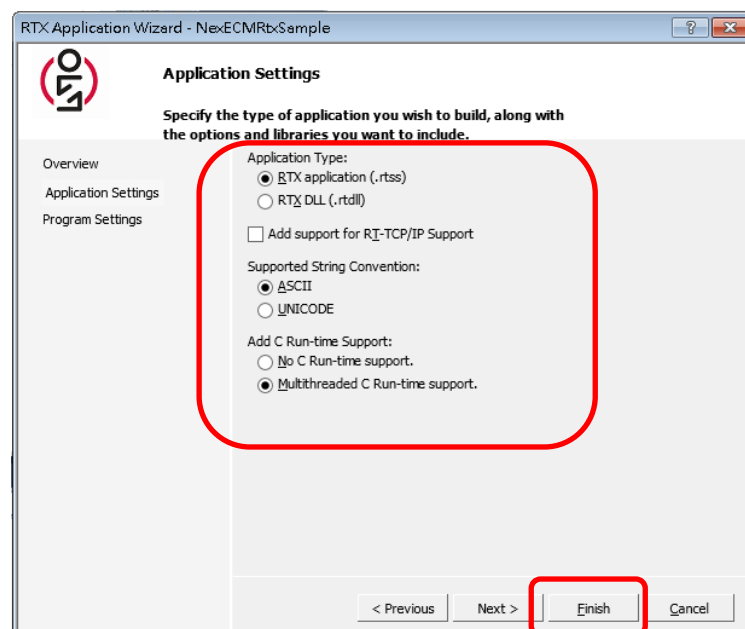 RTX Application Wizard - NexECMRtxSample
Application Settings
Specify the type of application you wish to build, along with
the options and libraries you want to include.
Overview
Application Settings
Program Settings
Application Type:
RTX application (.rtss)
RTX DLL (.rtdll)
Add support for RT-TCP/IP Support
Supported String Convention:
ASCII
UNICODE
Add C Run-time Support:
No C Run-time support.
Multithreaded C Run-time support.
< Previous Next > Finish Cancel